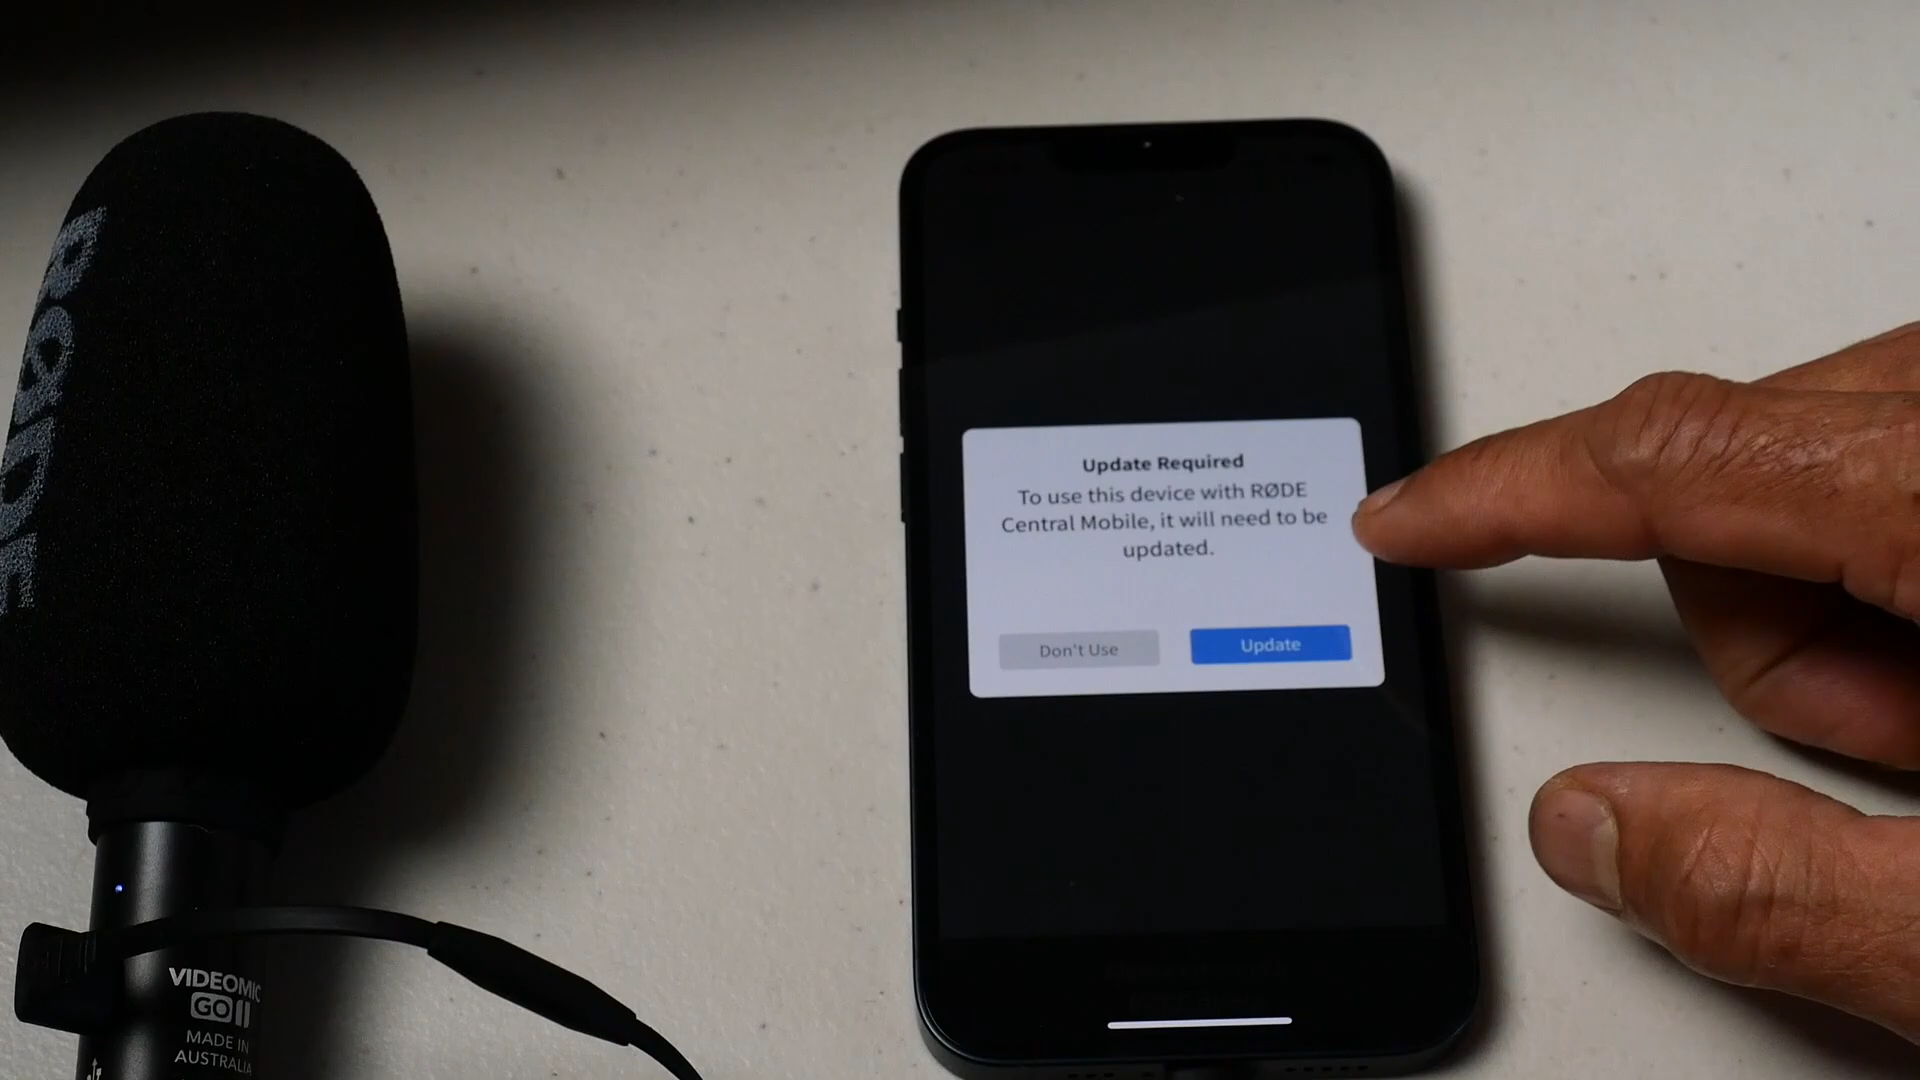 RØDE
Update Required
To use this device with RØDE
Central Mobile, it will need to be
updated.
Don't Use
Update
VIDEOMIC
GO II
MADE IN
AUSTRALIA